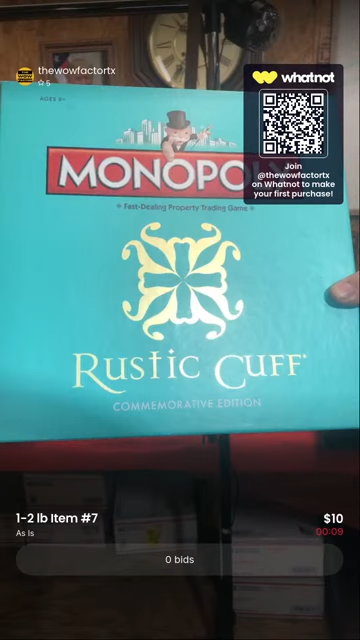 thewowfactortx
☆ 5
whatnot
Join
@thewowfactortx
on Whatnot to make
your first purchase!
AGES 8+
MONOPO
Fast-Dealing Property Trading Game
Rustic Cuff®
COMMEMORATIVE EDITION
1-2 lb Item #7
$10
As Is
00:09
0 bids